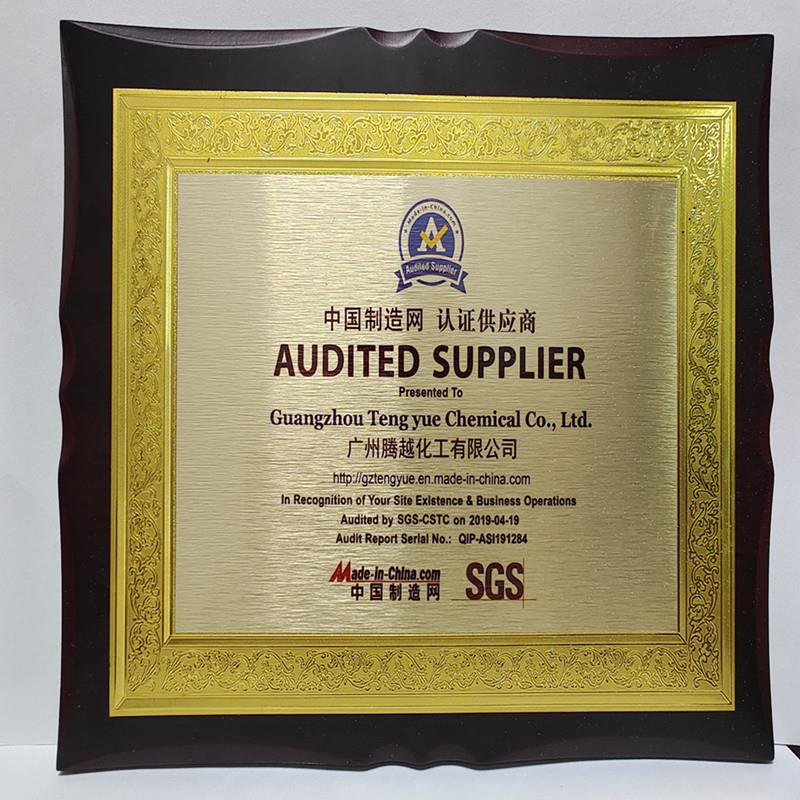 Made-in-China.com
A
Audited Supplier
中国制造网 认证供应商
AUDITED SUPPLIER
Presented To
Guangzhou Teng yue Chemical Co., Ltd.
广州腾越化工有限公司
http://gztengyue.en.made-in-china.com
In Recognition of Your Site Existence & Business Operations
Audited by SGS-CSTC on 2019-04-19
Audit Report Serial No.: QIP-ASI191284
Made-in-China.com
中国制造网
SGS